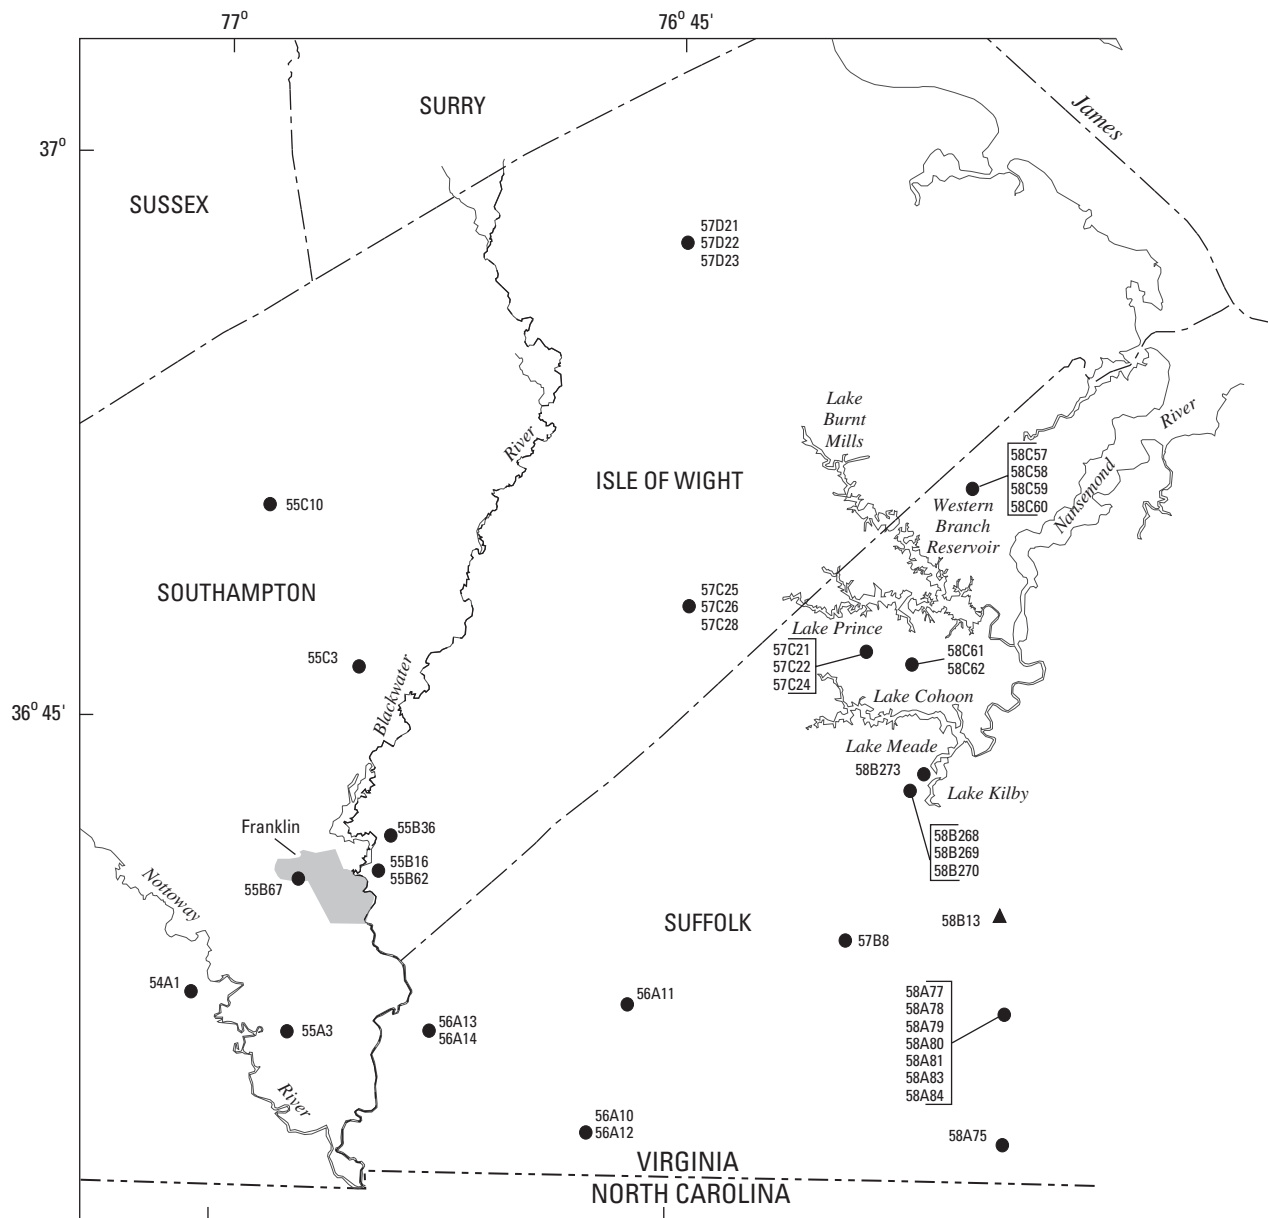 77°
76° 45'
SURRY
James
37°
SUSSEX
57D21
57D22
57D23
Lake
Burnt
Mills
River
River
58C57
58C58
58C59
58C60
ISLE OF WIGHT
Nansemond
Western
Branch
Reservoir
55C10
SOUTHAMPTON
57C25
57C26
57C28
Lake Prince
57C21
57C22
57C24
58C61
58C62
55C3
Lake Cohoon
Blackwater
36° 45'
Lake Meade
58B273
Lake Kilby
Franklin
55B36
58B268
58B269
58B270
55B16
55B62
55B67
Nottoway
SUFFOLK
58B13
57B8
54A1
56A11
58A77
58A78
58A79
58A80
58A81
58A83
58A84
55A3
56A13
56A14
River
56A10
56A12
58A75
VIRGINIA
NORTH CAROLINA